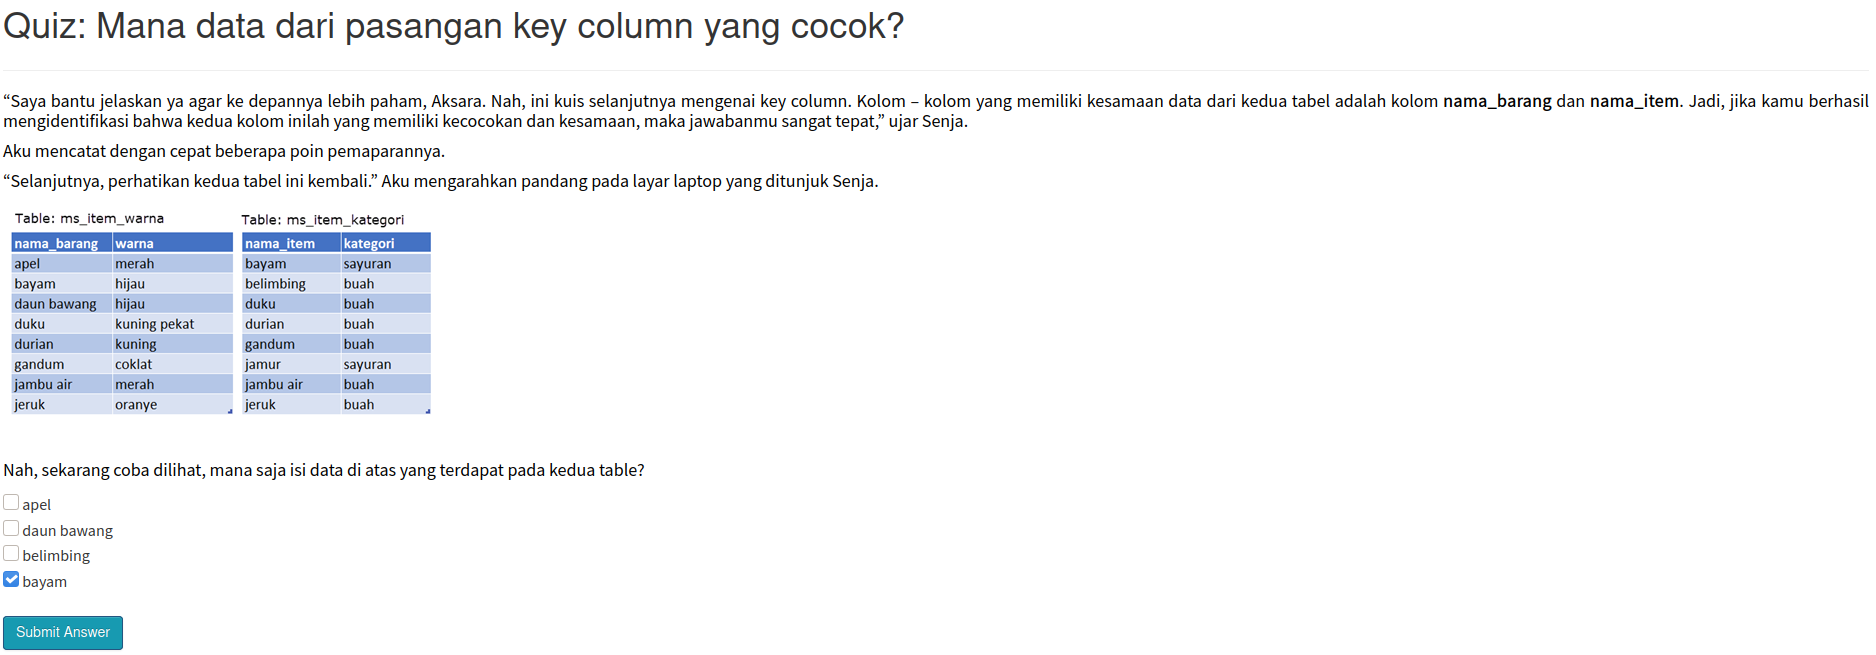 Quiz: Mana data dari pasangan key column yang cocok?
“Saya bantu jelaskan ya agar ke depannya lebih paham, Aksara. Nah, ini kuis selanjutnya mengenai key column. Kolom – kolom yang memiliki kesamaan data dari kedua tabel adalah kolom nama_barang dan nama_item. Jadi, jika kamu berhasil
mengidentifikasi bahwa kedua kolom inilah yang memiliki kecocokan dan kesamaan, maka jawabanmu sangat tepat,” ujar Senja.
Aku mencatat dengan cepat beberapa poin pemaparannya.
“Selanjutnya, perhatikan kedua tabel ini kembali.” Aku mengarahkan pandang pada layar laptop yang ditunjuk Senja.
Table: ms_item_warna
nama_barang warna
apel merah
bayam hijau
daun bawang hijau
duku kuning pekat
durian kuning
gandum coklat
jambu air merah
jeruk oranye
Table: ms_item_kategori
nama_item kategori
bayam sayuran
belimbing buah
duku buah
durian buah
gandum buah
jamur sayuran
jambu air buah
jeruk buah
Nah, sekarang coba dilihat, mana saja isi data di atas yang terdapat pada kedua table?
apel
daun bawang
belimbing
bayam
Submit Answer